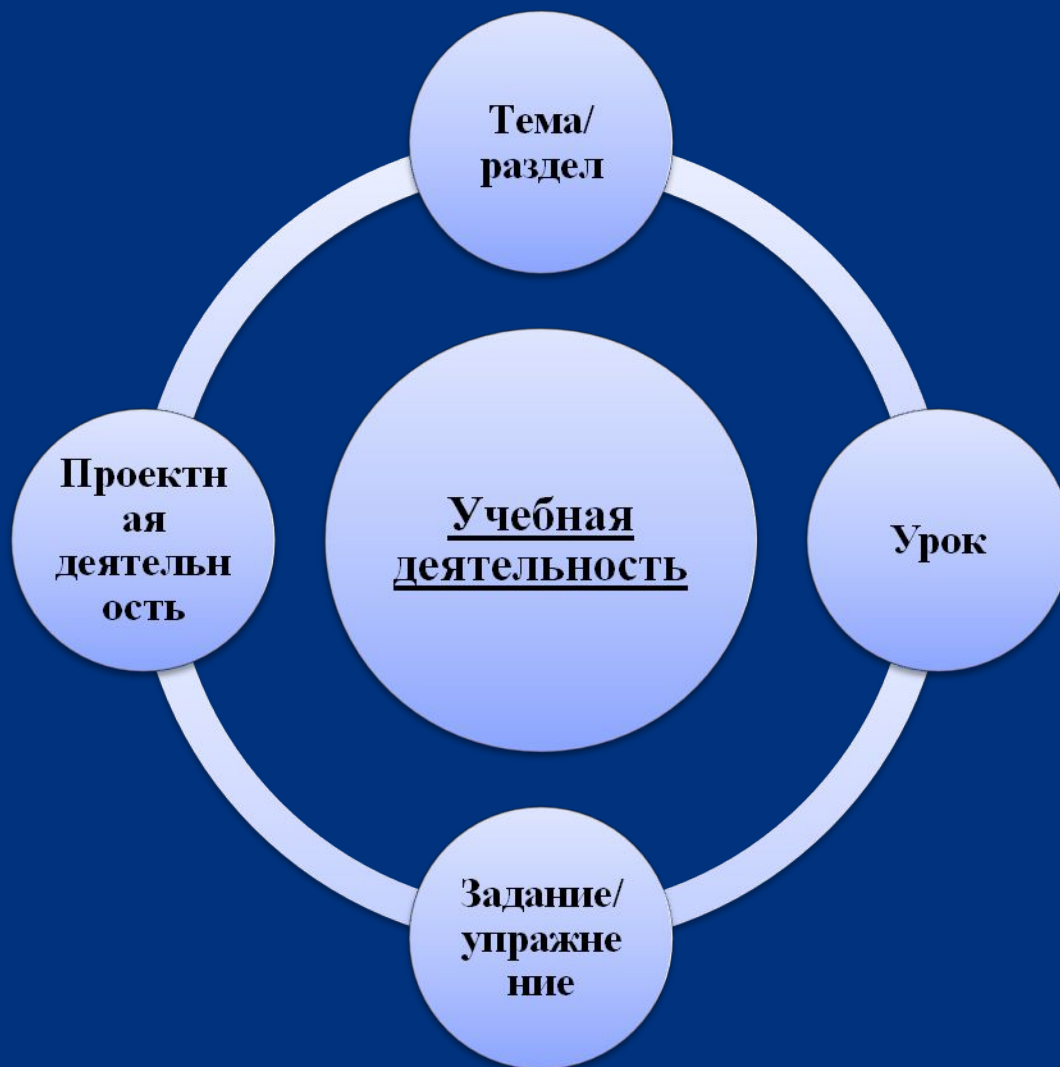 Тема/
раздел
Проектн
ая
деятельн
ость
Учебная
деятельность
Урок
Задание/
упражне
ние